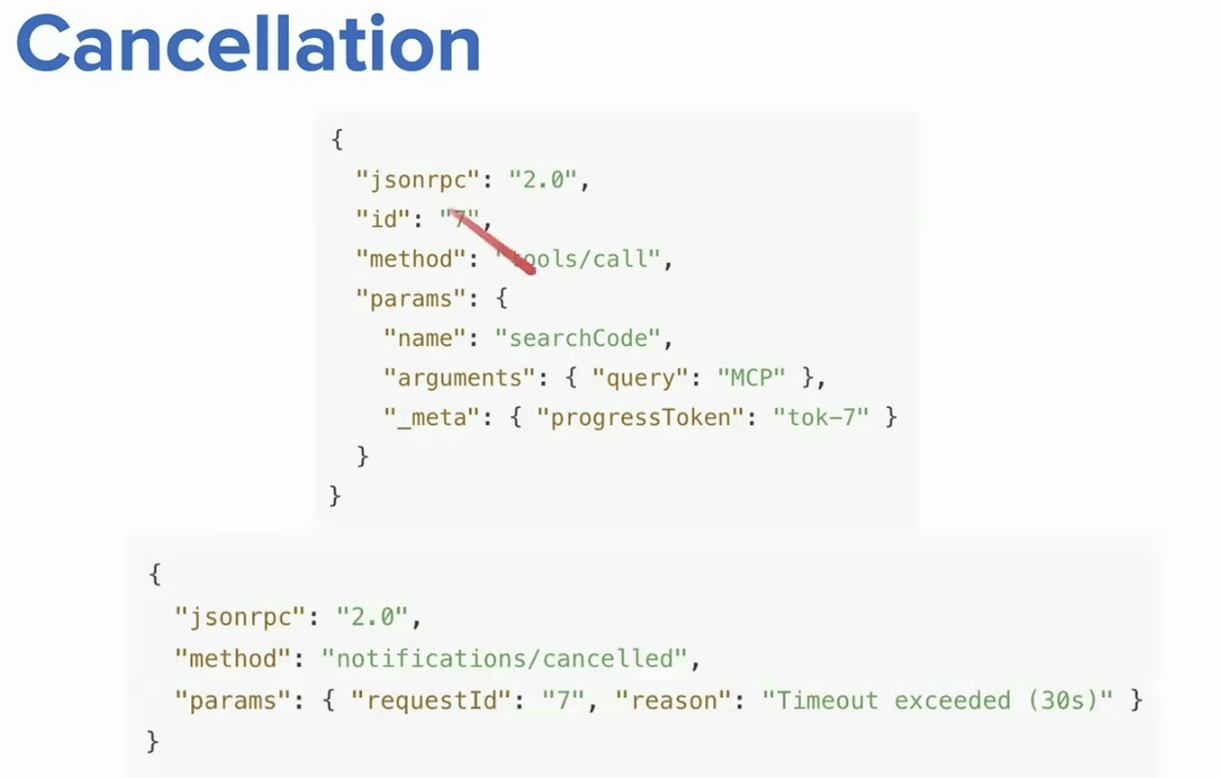 Cancellation
{
"jsonrpc": "2.0",
"id": "7",
"method": "tools/call",
"params": {
"name": "searchCode",
"arguments": { "query": "MCP" },
"_meta": { "progressToken": "tok-7" }
}
}
{
"jsonrpc": "2.0",
"method": "notifications/cancelled",
"params": { "requestId": "7", "reason": "Timeout exceeded (30s)" }
}